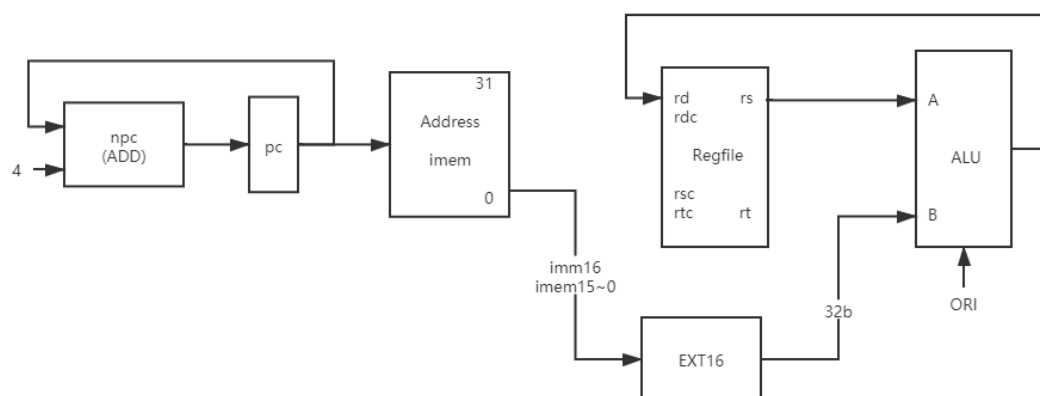 4
npc
(ADD)
pc
31
Address
imem
0
imm16
imem15~0
EXT16
32b
rd
rs
rdc
Regfile
rsc
rtc
rt
A
ALU
B
ORI